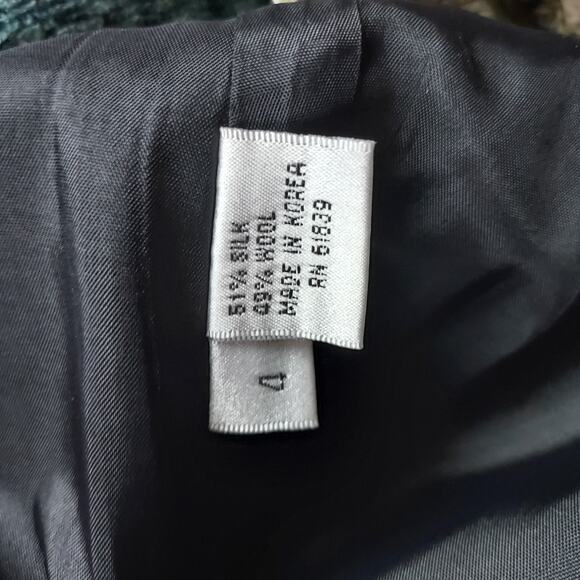 51% SILK
49% WOOL
MADE IN KOREA
RN 61839
4